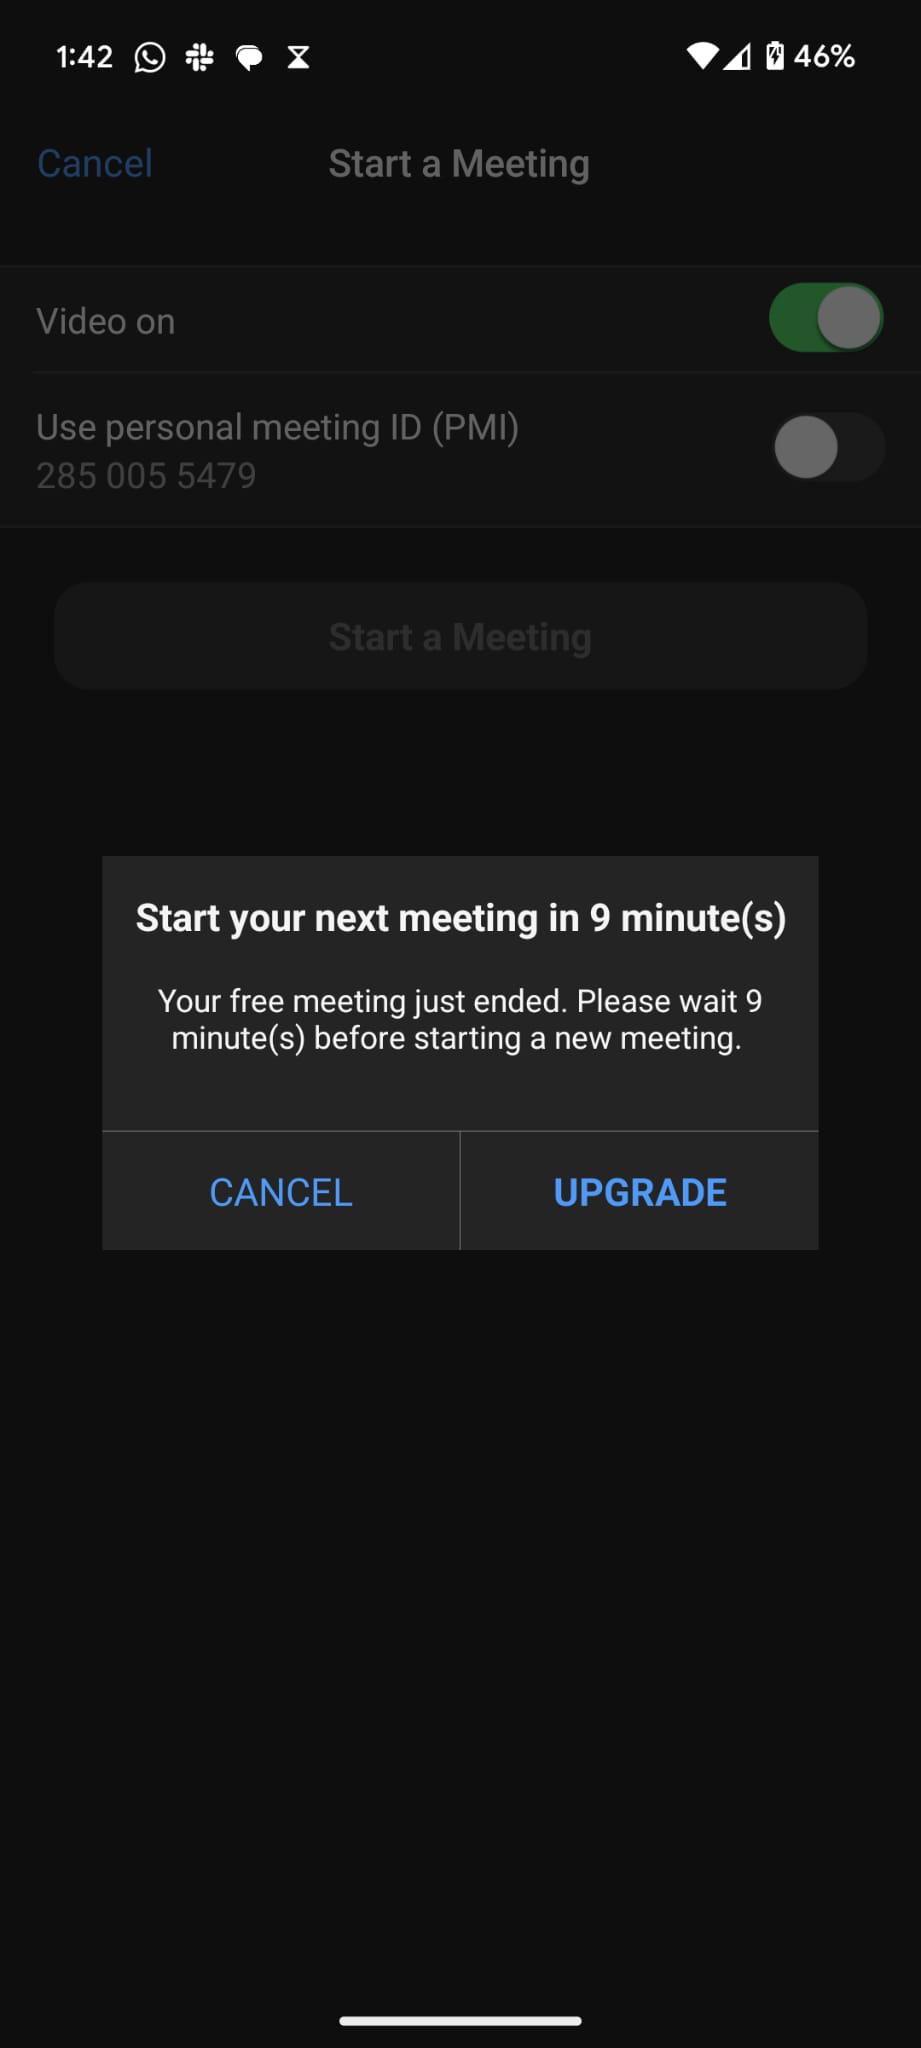 1:42
46%
Cancel
Start a Meeting
Video on
Use personal meeting ID (PMI)
285 005 5479
Start a Meeting
Start your next meeting in 9 minute(s)
Your free meeting just ended. Please wait 9
minute(s) before starting a new meeting.
CANCEL
UPGRADE